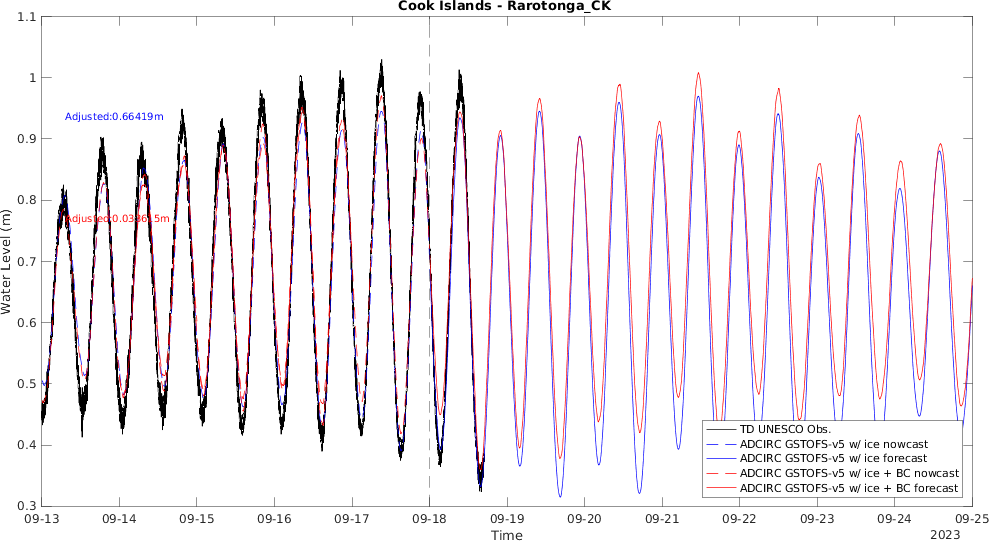 Cook Islands - Rarotonga_CK
1.1
1
0.9
0.8
0.7
0.6
0.5
0.4
0.3
Water Level (m)
Adjusted:0.66419m
09-13 09-14 09-15 09-16 09-17 09-18 09-19 09-20 09-21 09-22 09-23 09-24 09-25
2023
Time
TD UNESCO Obs.
ADCIRC GSTOFS-v5 w/ ice nowcast
ADCIRC GSTOFS-v5 w/ ice forecast
ADCIRC GSTOFS-v5 w/ ice + BC nowcast
ADCIRC GSTOFS-v5 w/ ice + BC forecast